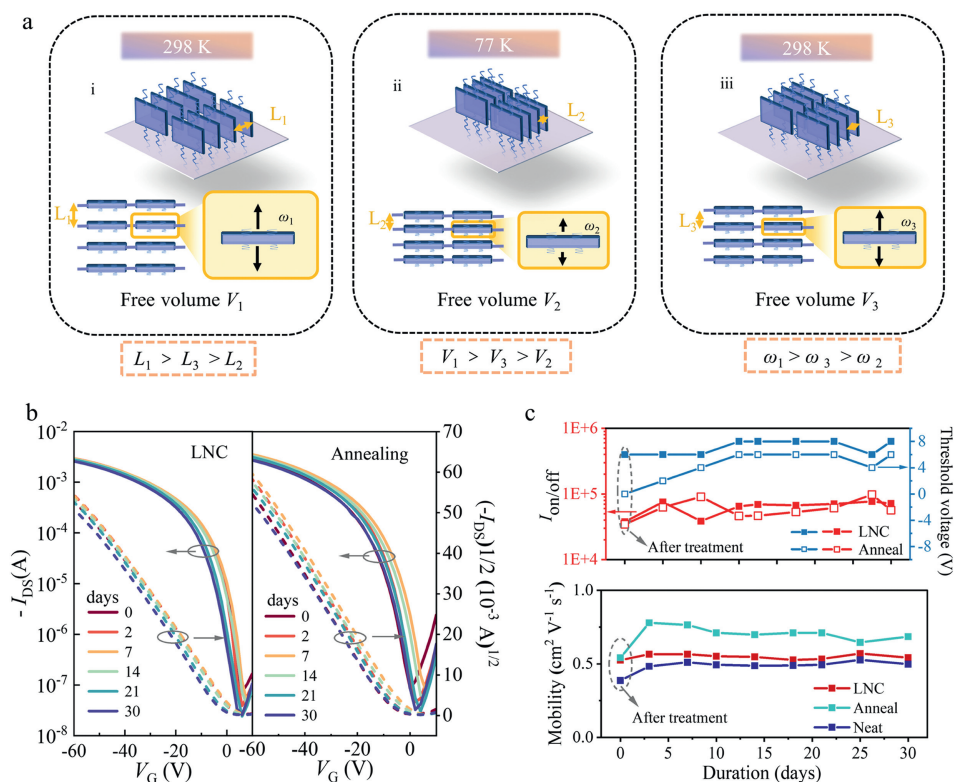 a
298 K
77 K
298 K
i
ii
iii
L1
L2
L3
L1
ω1
L2
ω2
L3
ω3
Free volume V1
Free volume V2
Free volume V3
L1 > L3 > L2
V1 > V3 > V2
ω1 > ω3 > ω2
b
LNC
Annealing
- IDS(A)
10-2
10-3
10-4
10-5
10-6
10-7
10-8
days
0
2
7
14
21
30
days
0
2
7
14
21
30
70
60
50
40
30
20
10
0
(-IDS)1/2 (10-3 A)1/2
-60 -40 -20 0
-60 -40 -20 0
VG (V)
VG (V)
c
Ion/off
1E+6
1E+5
1E+4
8
4
0
-4
-8
Threshold voltage (V)
After treatment
LNC
Anneal
Mobility (cm2 V-1 s-1)
1.0
0.5
0.0
After treatment
LNC
Anneal
Neat
0 5 10 15 20 25 30
Duration (days)